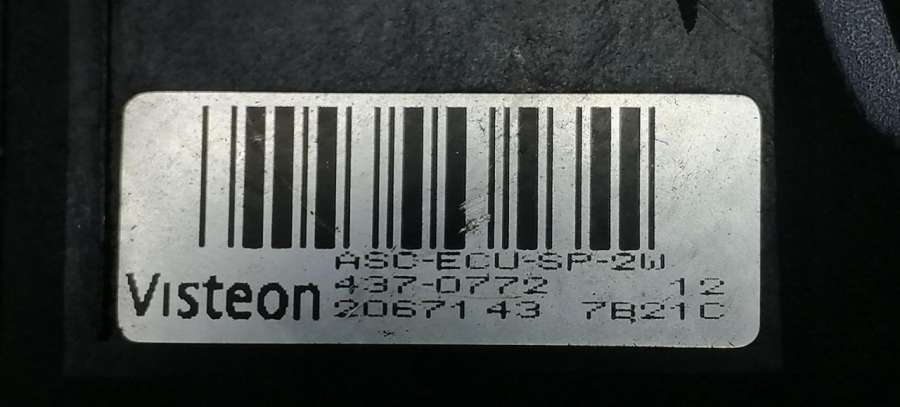 ASC-ECU-SP-2W
Visteon 437-0772 12
20671 43 7B21C